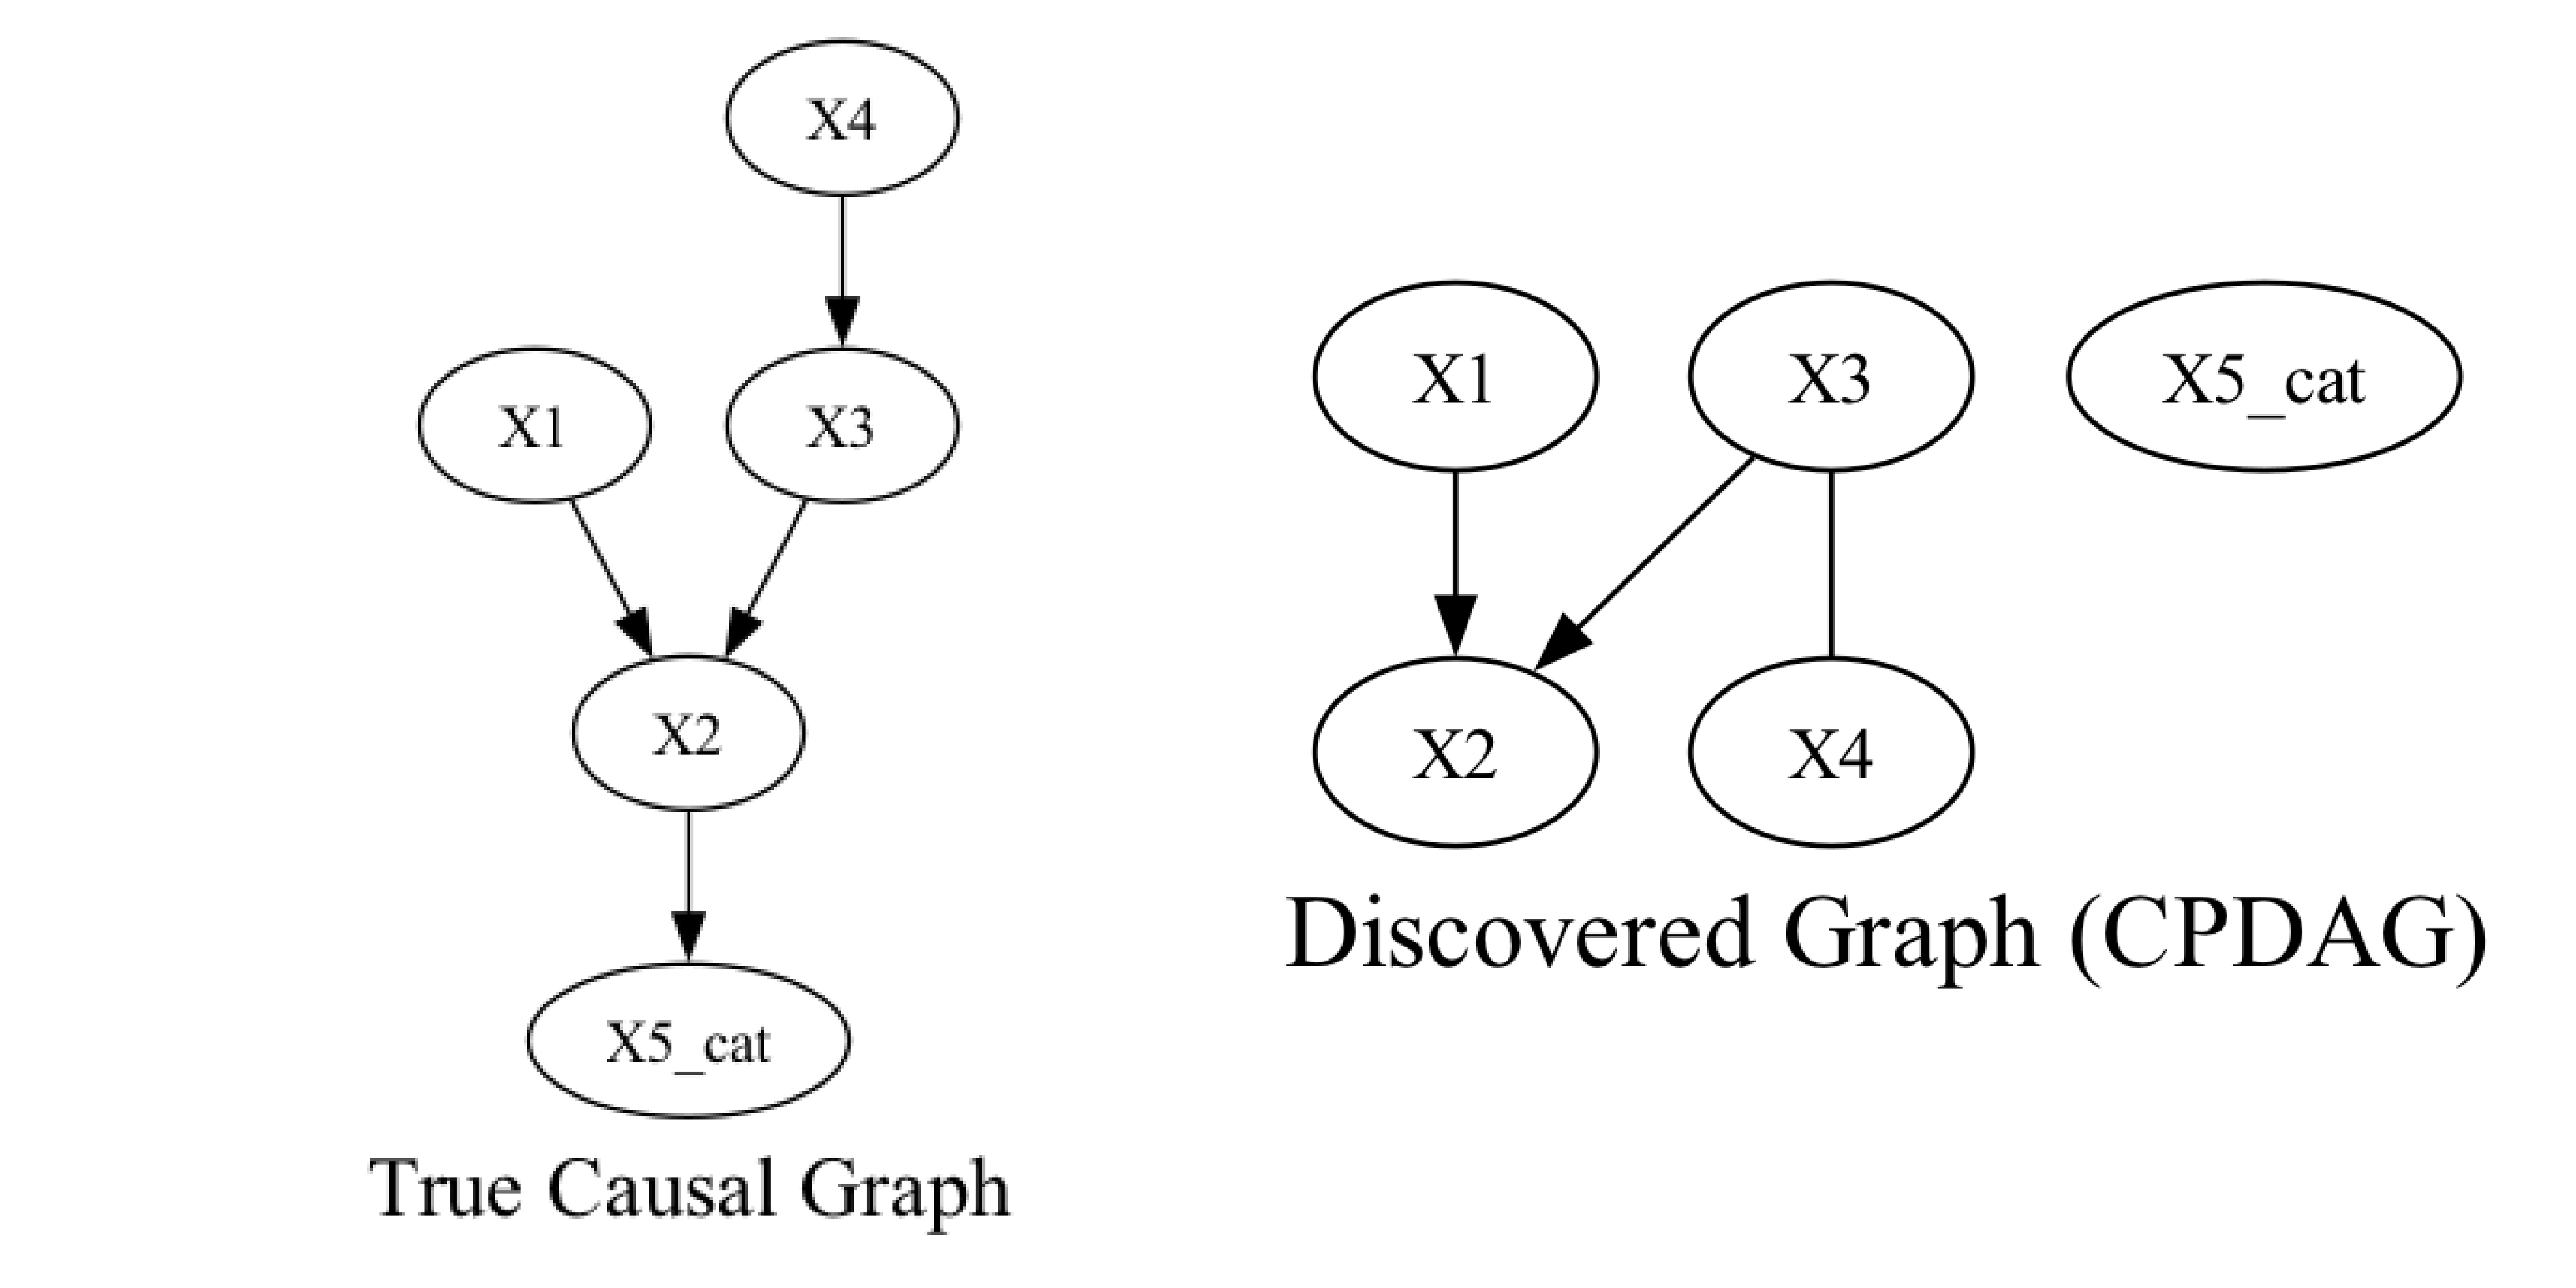 X4
X1
X3
X2
X5_cat
True Causal Graph
X1
X3
X5_cat
X2
X4
Discovered Graph (CPDAG)